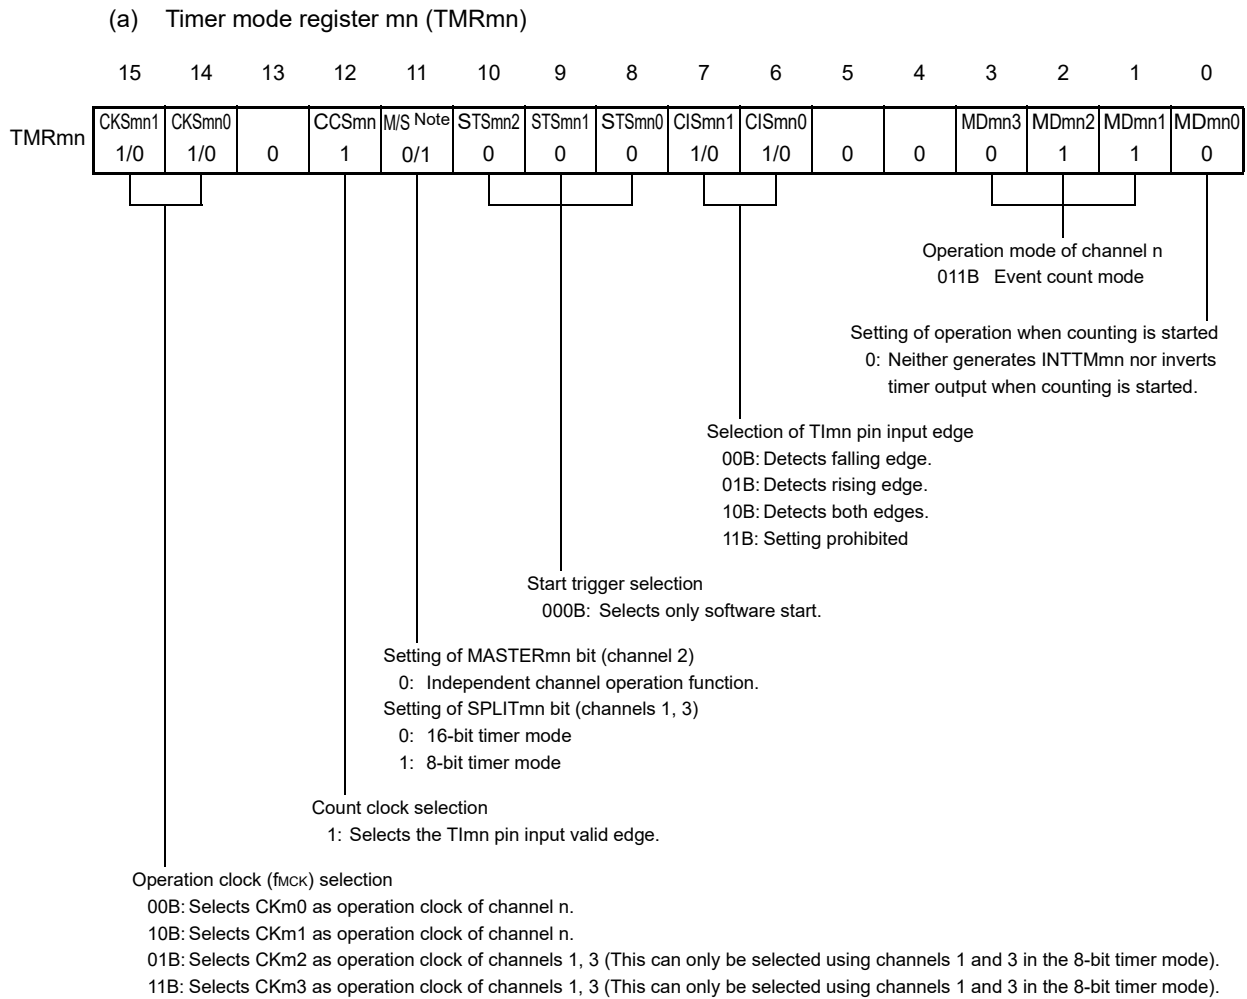 (a) Timer mode register mn (TMRmn)
15 14 13 12 11 10 9 8 7 6 5 4 3 2 1 0
TMRmn
CKSmn1 CKSmn0 CCSmn M/S Note STSmn2 STSmn1 STSmn0 CISmn1 CISmn0 MDmn3 MDmn2 MDmn1 MDmn0
1/0 1/0 0 1 0/1 0 0 0 1/0 1/0 0 0 0 1 1 0
Operation mode of channel n
011B Event count mode
Setting of operation when counting is started
0: Neither generates INTTMmn nor inverts
timer output when counting is started.
Selection of TImn pin input edge
00B: Detects falling edge.
01B: Detects rising edge.
10B: Detects both edges.
11B: Setting prohibited
Start trigger selection
000B: Selects only software start.
Setting of MASTERmn bit (channel 2)
0: Independent channel operation function.
Setting of SPLITmn bit (channels 1, 3)
0: 16-bit timer mode
1: 8-bit timer mode
Count clock selection
1: Selects the TImn pin input valid edge.
Operation clock (fMCK) selection
00B: Selects CKm0 as operation clock of channel n.
10B: Selects CKm1 as operation clock of channel n.
01B: Selects CKm2 as operation clock of channels 1, 3 (This can only be selected using channels 1 and 3 in the 8-bit timer mode).
11B: Selects CKm3 as operation clock of channels 1, 3 (This can only be selected using channels 1 and 3 in the 8-bit timer mode).